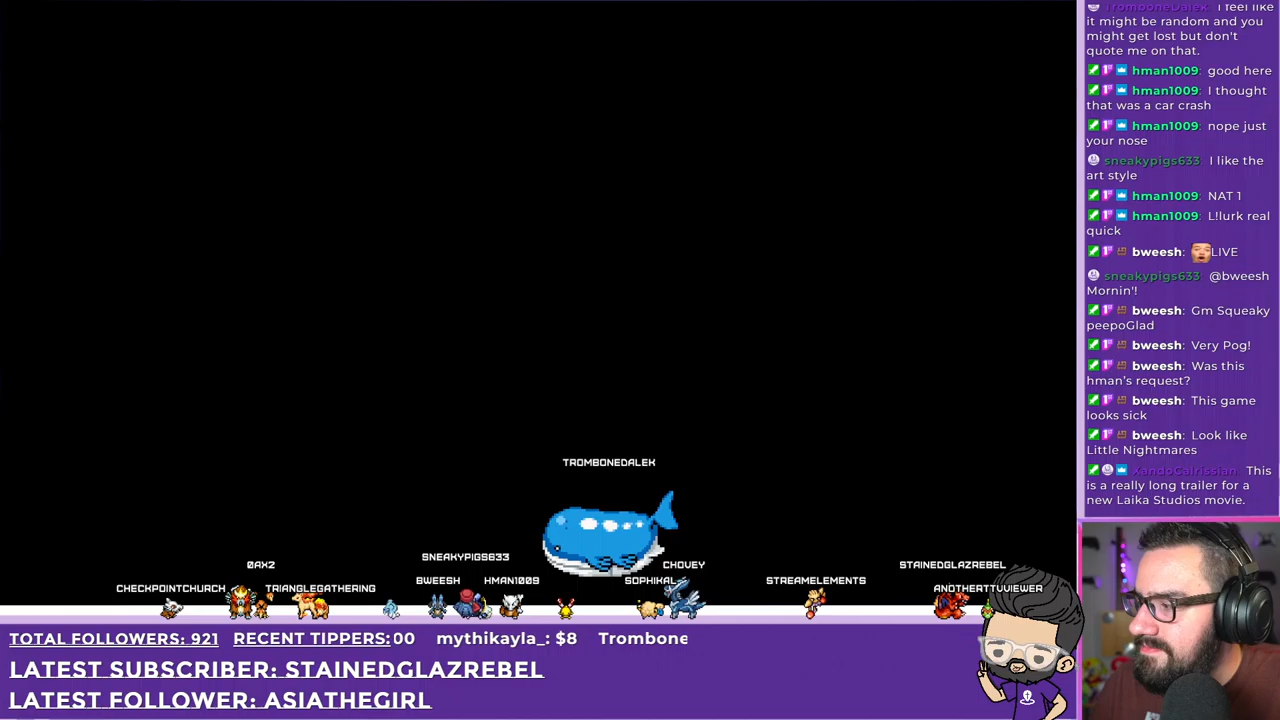 TromboneDalek: I feel like
it might be random and you
might get lost but don't
quote me on that.
hman1009: good here
hman1009: I thought
that was a car crash
hman1009: nope just
your nose
sneakypigs633 I like the
art style
hman1009: NAT 1
hman1009: L!lurk real
quick
bweesh: LIVE
sneakypigs633 @bweesh
Mornin'!
bweesh: Gm Squeaky
peepoGlad
bweesh: Very Pog!
bweesh: Was this
hman's request?
bweesh: This game
looks sick
bweesh: Look like
Little Nightmares
XandoCalrissian: This
is a really long trailer for a
new Laika Studios movie.
TROMBONEDALEK
SNEAKYPIGS633
0AX2
CHOVEY
STAINEDGLAZREBEL
CHECKPOINTCHURCH
TRIANGLEGATHERING
BWEESH
HMAN1009
SOPHIKAL
STREAMELEMENTS
ANOTHERTTVVIEWER
TOTAL FOLLOWERS: 921 RECENT TIPPERS: 00 mythikayla_: $8 Trombone
LATEST SUBSCRIBER: STAINEDGLAZREBEL
LATEST FOLLOWER: ASIATHEGIRL